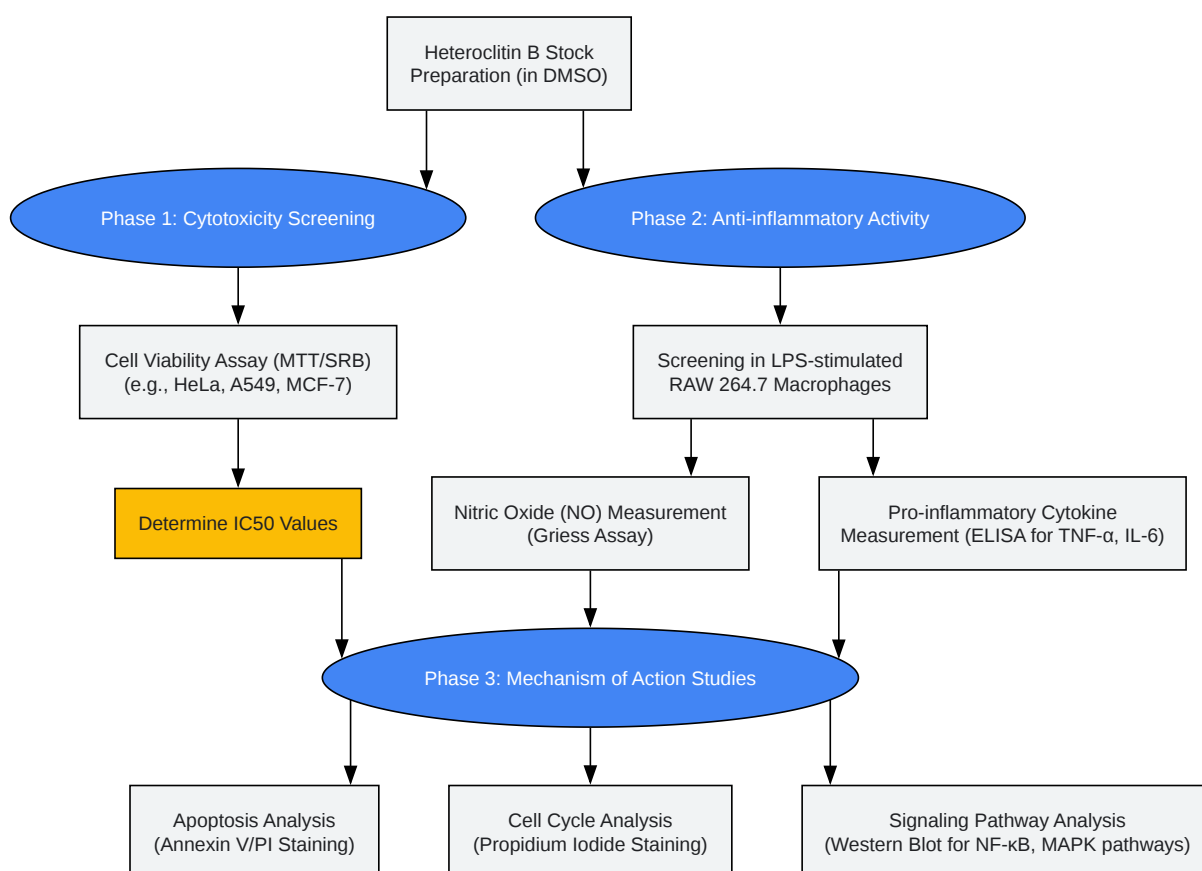 Heteroclitin B Stock
Preparation (in DMSO)
Phase 1: Cytotoxicity Screening
Phase 2: Anti-inflammatory Activity
Cell Viability Assay (MTT/SRB)
(e.g., HeLa, A549, MCF-7)
Screening in LPS-stimulated
RAW 264.7 Macrophages
Determine IC50 Values
Nitric Oxide (NO) Measurement
(Griess Assay)
Pro-inflammatory Cytokine
Measurement (ELISA for TNF-α, IL-6)
Phase 3: Mechanism of Action Studies
Apoptosis Analysis
(Annexin V/PI Staining)
Cell Cycle Analysis
(Propidium Iodide Staining)
Signaling Pathway Analysis
(Western Blot for NF-κB, MAPK pathways)